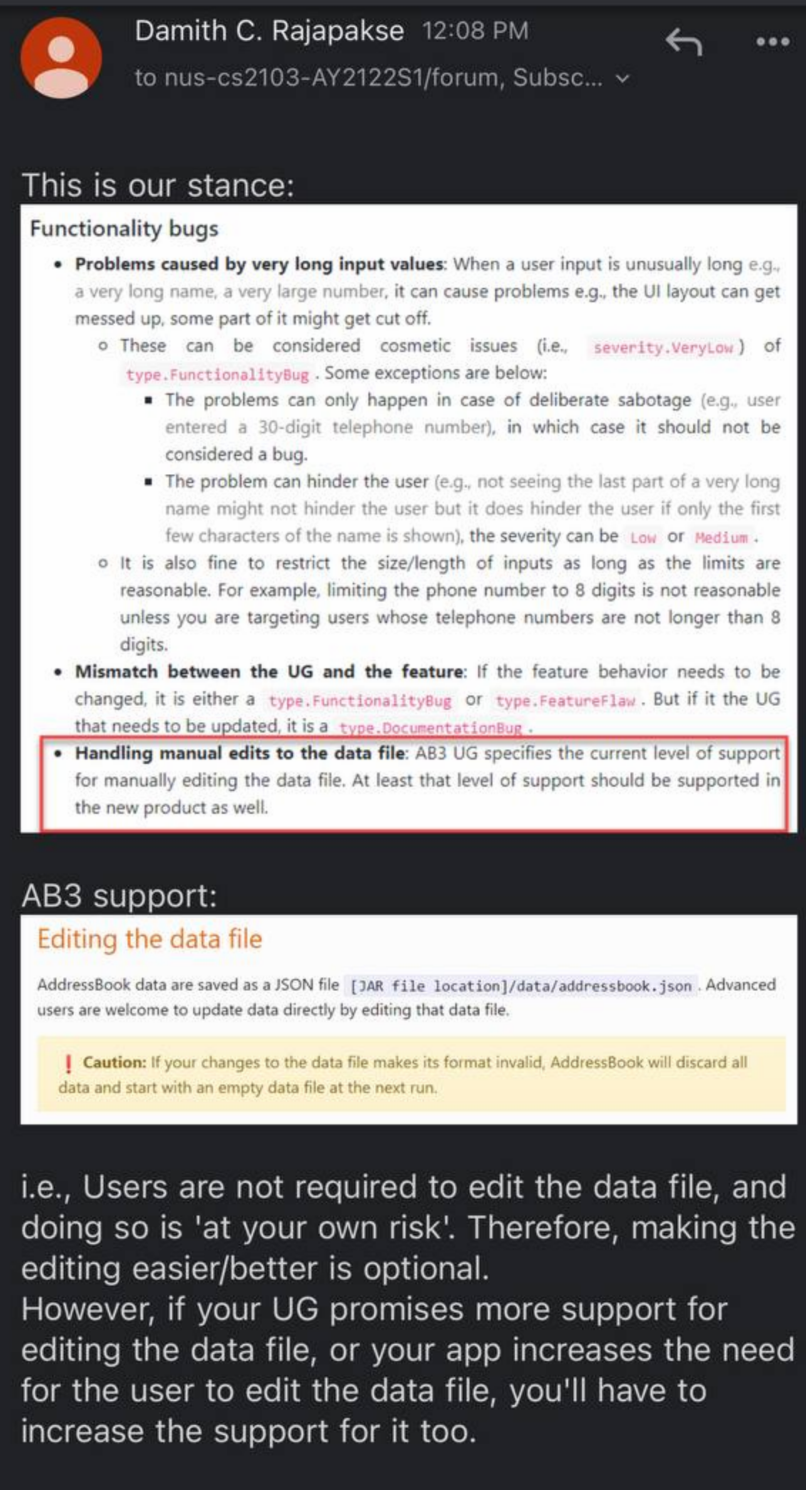 Damith C. Rajapakse 12:08 PM
to nus-cs2103-AY2122S1/forum, Subsc...
This is our stance:
Functionality bugs
• Problems caused by very long input values: When a user input is unusually long e.g.,
a very long name, a very large number, it can cause problems e.g., the UI layout can get
messed up, some part of it might get cut off.
o These can be considered cosmetic issues (i.e., severity.VeryLow) of
type.FunctionalityBug. Some exceptions are below:
▪ The problems can only happen in case of deliberate sabotage (e.g., user
entered a 30-digit telephone number), in which case it should not be
considered a bug.
▪ The problem can hinder the user (e.g., not seeing the last part of a very long
name might not hinder the user but it does hinder the user if only the first
few characters of the name is shown), the severity can be Low or Medium.
o It is also fine to restrict the size/length of inputs as long as the limits are
reasonable. For example, limiting the phone number to 8 digits is not reasonable
unless you are targeting users whose telephone numbers are not longer than 8
digits.
• Mismatch between the UG and the feature: If the feature behavior needs to be
changed, it is either a type.FunctionalityBug or type.FeatureFlaw. But if it the UG
that needs to be updated, it is a type.DocumentationBug.
• Handling manual edits to the data file: AB3 UG specifies the current level of support
for manually editing the data file. At least that level of support should be supported in
the new product as well.
AB3 support:
Editing the data file
AddressBook data are saved as a JSON file [JAR file location]/data/addressbook.json. Advanced
users are welcome to update data directly by editing that data file.
❗ Caution: If your changes to the data file makes its format invalid, AddressBook will discard all
data and start with an empty data file at the next run.
i.e., Users are not required to edit the data file, and
doing so is 'at your own risk'. Therefore, making the
editing easier/better is optional.
However, if your UG promises more support for
editing the data file, or your app increases the need
for the user to edit the data file, you'll have to
increase the support for it too.